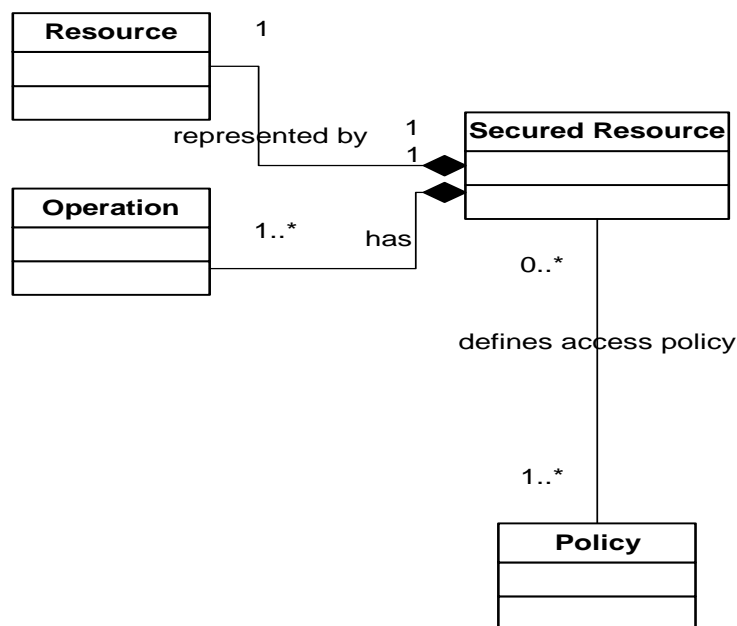 Resource
1
represented by
1
1
Secured Resource
Operation
1..*
has
0..*
defines access policy
1..*
Policy